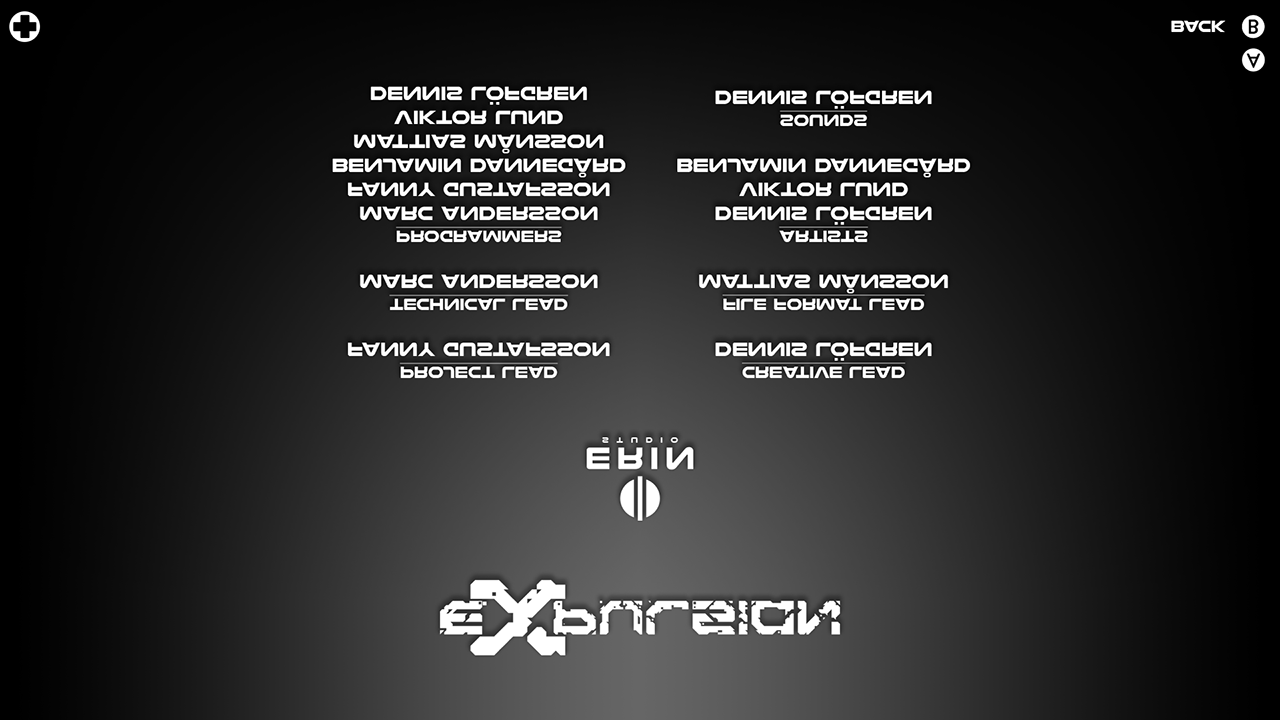 eXpulsion
ERIN
STUDIO
PROJECT LEAD
FANNY GUSTAFSSON
TECHNICAL LEAD
MARC ANDERSSON
PROGRAMMERS
MARC ANDERSSON
FANNY GUSTAFSSON
BENJAMIN DANNEGÅRD
MATTIAS MÅNSSON
VIKTOR LUND
DENNIS LÖFGREN
CREATIVE LEAD
DENNIS LÖFGREN
FILE FORMAT LEAD
MATTIAS MÅNSSON
ARTISTS
DENNIS LÖFGREN
VIKTOR LUND
BENJAMIN DANNEGÅRD
SOUNDS
DENNIS LÖFGREN
A
BACK B